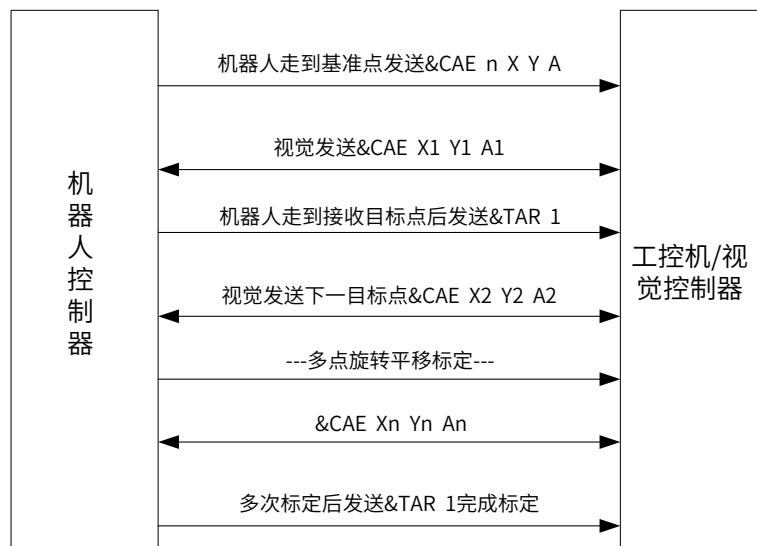 机器人走到基准点发送&CAE n X Y A
视觉发送&CAE X1 Y1 A1
机器人走到接收目标点后发送&TAR 1
视觉发送下一目标点&CAE X2 Y2 A2
---多点旋转平移标定---
&CAE Xn Yn An
多次标定后发送&TAR 1完成标定
机
器
人
控
制
器
工控机/视
觉控制器